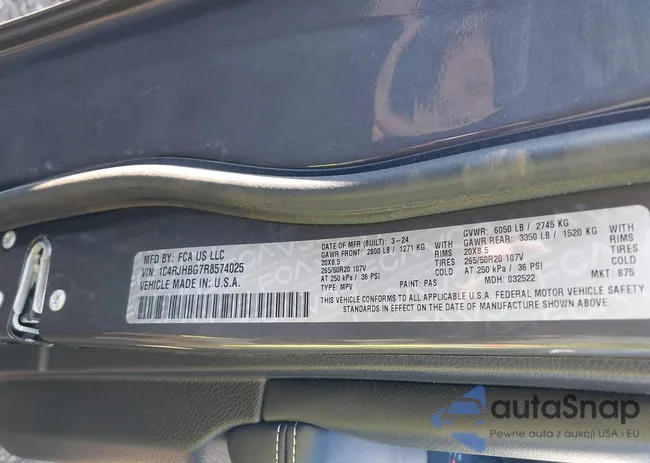 MFD BY: FCA US LLC
VIN: 1C4RJHBG7R8574025
VEHICLE MADE IN: U.S.A.
DATE OF MFR (BUILT): 3-24
GAWR FRONT: 2800 LB / 1271 KG
20X8.5 RIMS
265/50R20 107V TIRES
AT 250 kPa / 36 PSI COLD
TYPE: MPV PAINT: PAS
GVWR: 6050 LB / 2745 KG
GAWR REAR: 3350 LB / 1520 KG
20X8.5 RIMS
265/50R20 107V TIRES
AT 250 kPa / 36 PSI COLD
MDH: 032522 MKT: B75
THIS VEHICLE CONFORMS TO ALL APPLICABLE U.S.A. FEDERAL MOTOR VEHICLE SAFETY
STANDARDS IN EFFECT ON THE DATE OF MANUFACTURE SHOWN ABOVE.
autaSnap
Pewne auta z aukcji USA i EU